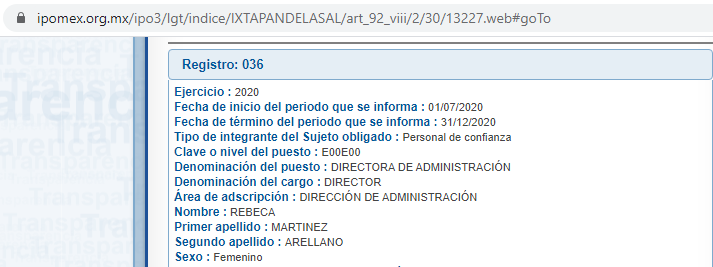 ipomex.org.mx/ipo3/lgt/indice/IXTAPANDELASAL/art_92_viii/2/30/13227.web#goTo
Registro: 036
Ejercicio : 2020
Fecha de inicio del periodo que se informa : 01/07/2020
Fecha de término del periodo que se informa : 31/12/2020
Tipo de integrante del Sujeto obligado : Personal de confianza
Clave o nivel del puesto : E00E00
Denominación del puesto : DIRECTORA DE ADMINISTRACIÓN
Denominación del cargo : DIRECTOR
Área de adscripción : DIRECCIÓN DE ADMINISTRACIÓN
Nombre : REBECA
Primer apellido : MARTINEZ
Segundo apellido : ARELLANO
Sexo : Femenino